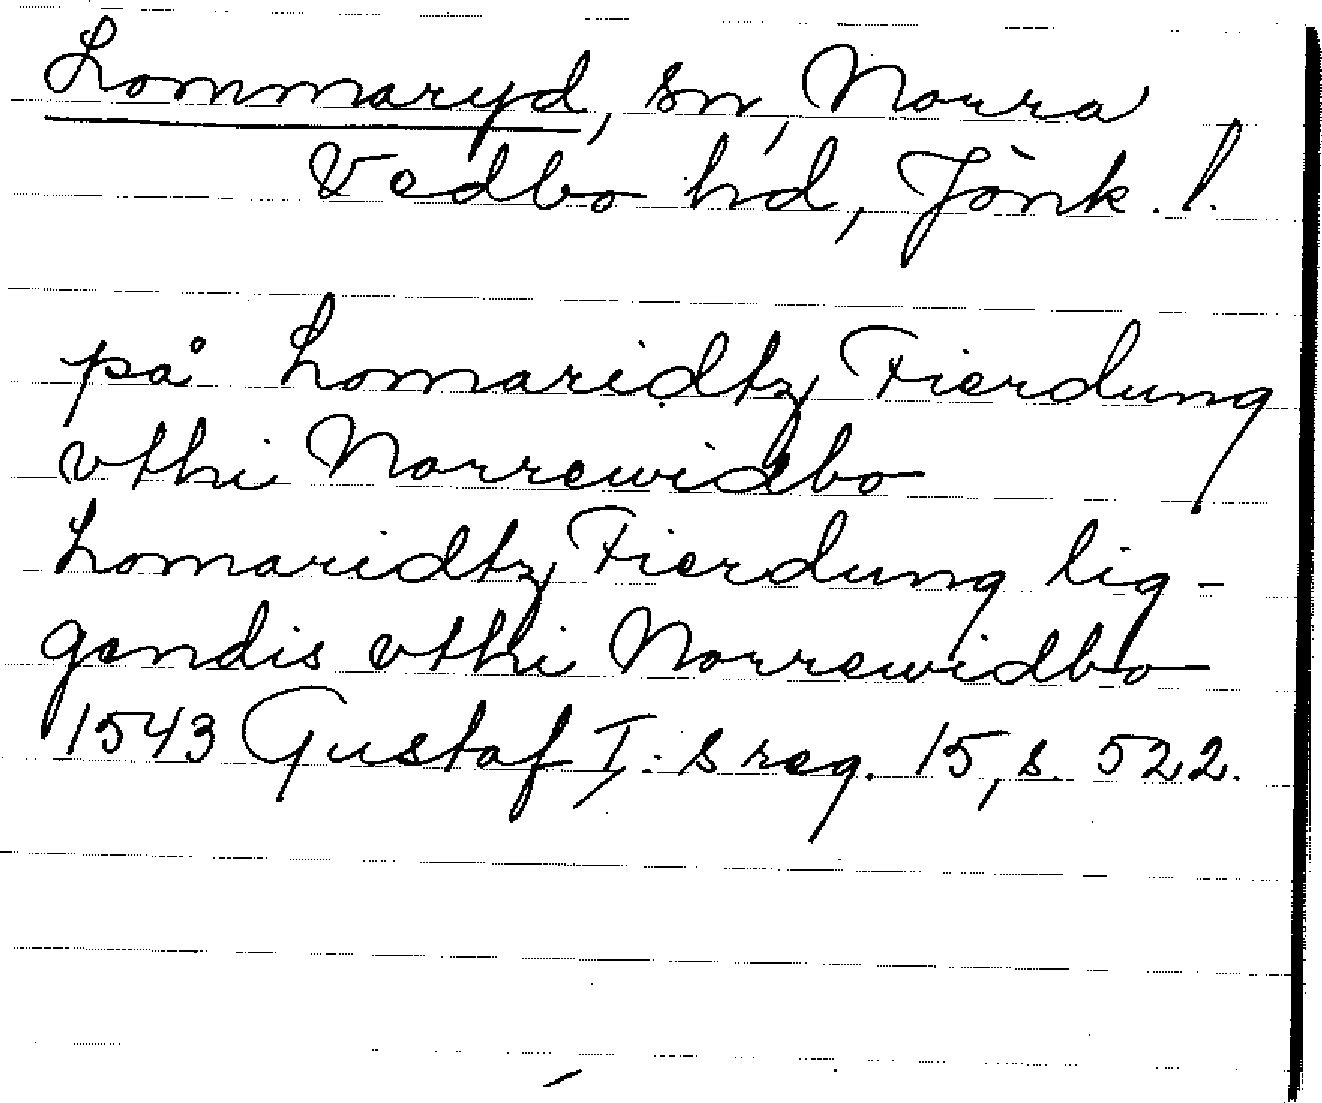 Lommaryd, sn, Norra
Vedbo hd, Jönk. l.
på Lomaridtz Fierdung
vthi Norrewidbo
Lomaridtz Fierdung lig-
gendis vthi Norrewidbo
1543 Gustaf I: s reg. 15, s. 522.